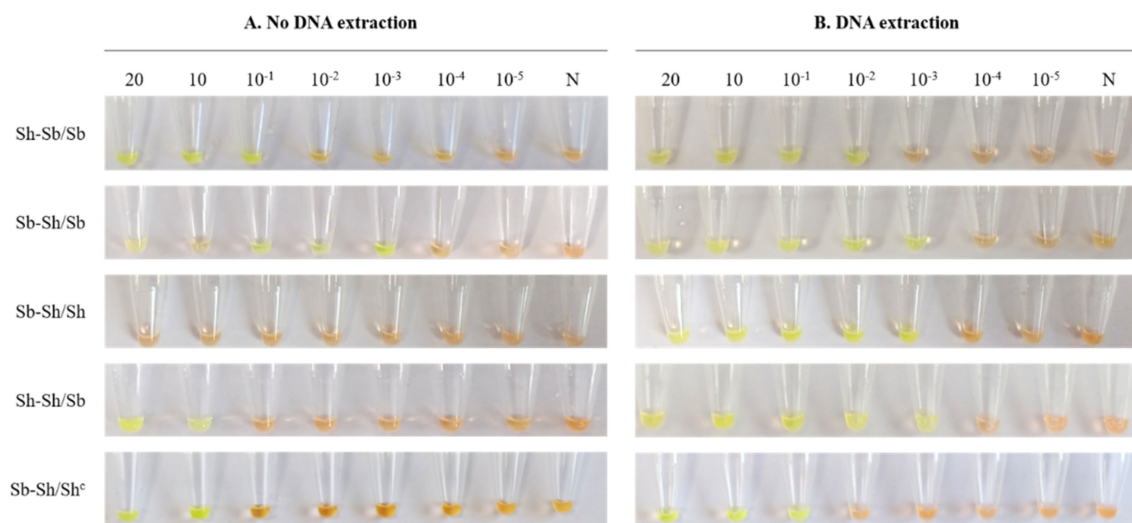 A. No DNA extraction
B. DNA extraction
20 10 10⁻¹ 10⁻² 10⁻³ 10⁻⁴ 10⁻⁵ N
20 10 10⁻¹ 10⁻² 10⁻³ 10⁻⁴ 10⁻⁵ N
Sh-Sb/Sb
Sb-Sh/Sb
Sb-Sh/Sh
Sh-Sh/Sb
Sb-Sh/Shᶜ